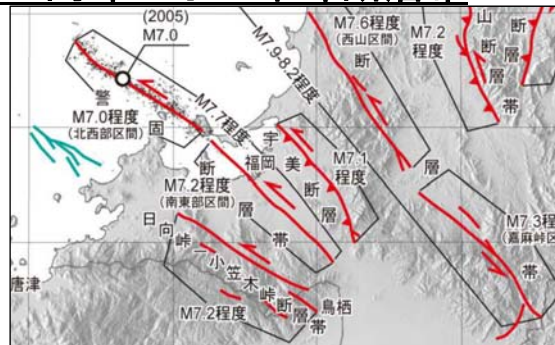 (2005)
M7.0
M7.0程度
(北西部区間)
警固断層帯
M7.7程度
M7.9-8.2程度
M7.6程度
(西山区間)
断層帯
M7.2
程度
山断層帯
福岡
宇美断層
M7.1
程度
M7.2程度
(南東部区間)
日向峠-小笠木峠断層帯
M7.2程度
M7.3程
(嘉麻峠区
唐津
鳥栖